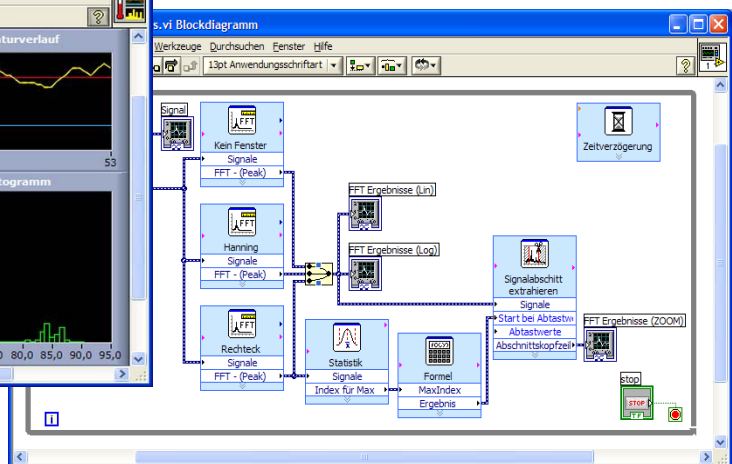 s.vi Blockdiagramm
Werkzeuge Durchsuchen Fenster Hilfe
13pt Anwendungsschriftart
turverlauf
53
togramm
80,0 85,0 90,0 95,0
Signal
FFT
Kein Fenster
Signale
FFT - (Peak)
FFT
Hanning
Signale
FFT - (Peak)
FFT
Rechteck
Signale
FFT - (Peak)
Statistik
Signale
Index für Max
Formel
MaxIndex
Ergebnis
FFT Ergebnisse (Lin)
FFT Ergebnisse (Log)
Zeitverzögerung
Signalabschnitt
extrahieren
Signale
Start bei Abtastw
Abtastwerte
Abschnittskopfzeil
FFT Ergebnisse (ZOOM)
stop
STOP
TF
i
1